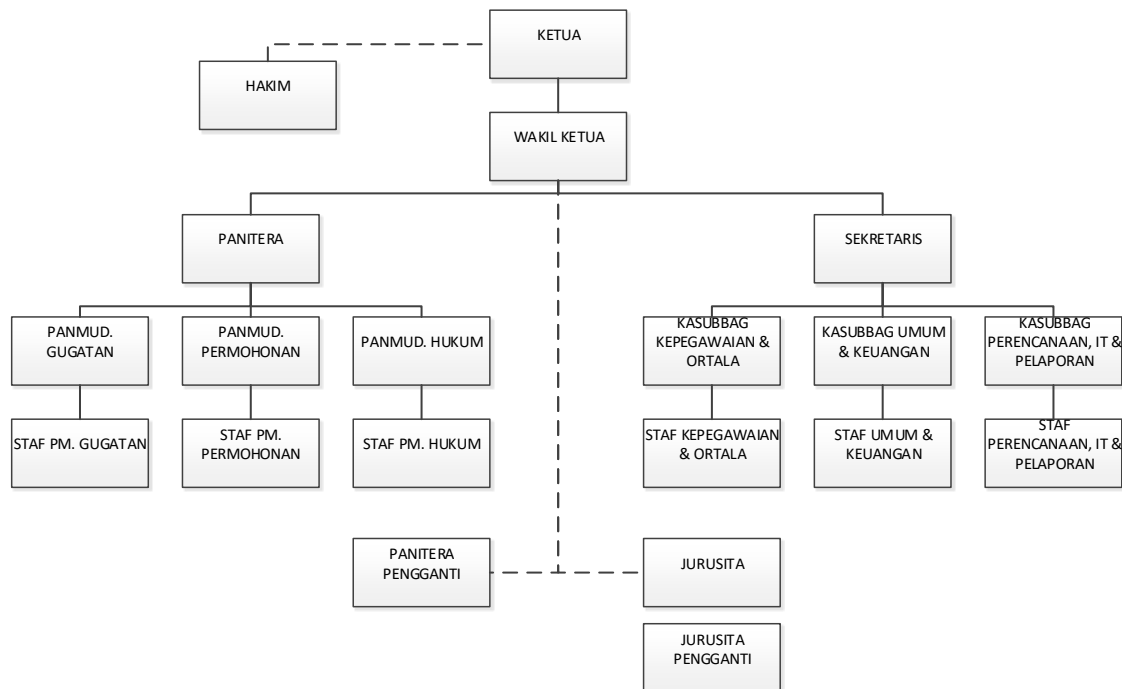 KETUA
HAKIM
WAKIL KETUA
PANITERA
SEKRETARIS
PANMUD.
GUGATAN
PANMUD.
PERMOHONAN
PANMUD. HUKUM
KASUBBAG
KEPEGAWAIAN &
ORTALA
KASUBBAG UMUM
& KEUANGAN
KASUBBAG
PERENCANAAN, IT &
PELAPORAN
STAF PM. GUGATAN
STAF PM.
PERMOHONAN
STAF PM. HUKUM
STAF KEPEGAWAIAN
& ORTALA
STAF UMUM &
KEUANGAN
STAF
PERENCANAAN, IT &
PELAPORAN
PANITERA
PENGGANTI
JURUSITA
JURUSITA
PENGGANTI